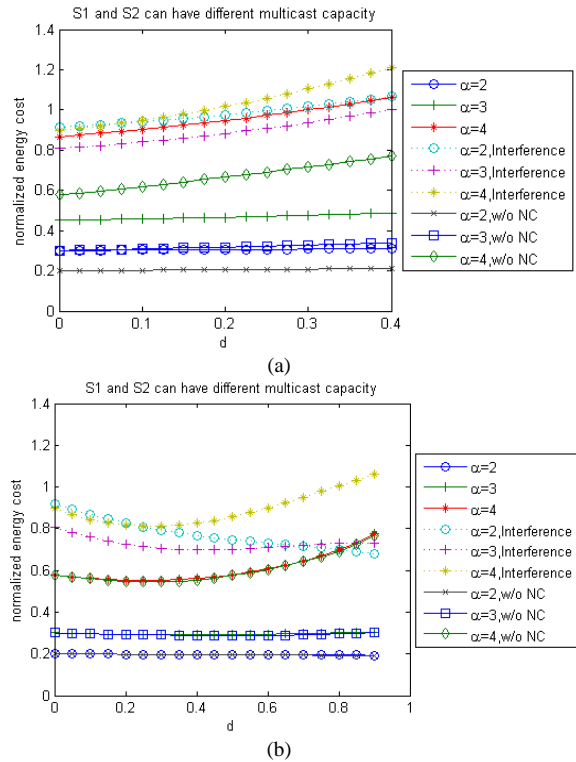 S1 and S2 can have different multicast capacity
1.4
1.2
1
0.8
0.6
0.4
0.2
0
normalized energy cost
0
0.1
0.2
0.3
0.4
d
α=2
α=3
α=4
α=2,Interference
α=3,Interference
α=4,Interference
α=2,w/o NC
α=3,w/o NC
α=4,w/o NC
(a)
S1 and S2 can have different multicast capacity
1.4
1.2
1
0.8
0.6
0.4
0.2
0
normalized energy cost
0
0.2
0.4
0.6
0.8
1
d
α=2
α=3
α=4
α=2,Interference
α=3,Interference
α=4,Interference
α=2,w/o NC
α=3,w/o NC
α=4,w/o NC
(b)